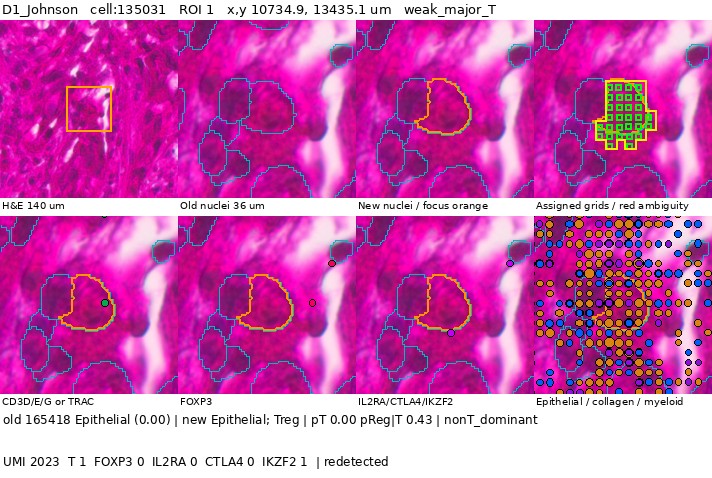 D1_Johnson cell:135031 ROI 1 x,y 10734.9, 13435.1 um weak_major_T
H&E 140 um
Old nuclei 36 um
New nuclei / focus orange
Assigned grids / red ambiguity
CD3D/E/G or TRAC
FOXP3
IL2RA/CTLA4/IKZF2
Epithelial / collagen / myeloid
old 165418 Epithelial (0.00) | new Epithelial; Treg | pT 0.00 pReg|T 0.43 | nonT_dominant
UMI 2023 T 1 FOXP3 0 IL2RA 0 CTLA4 0 IKZF2 1 | redetected